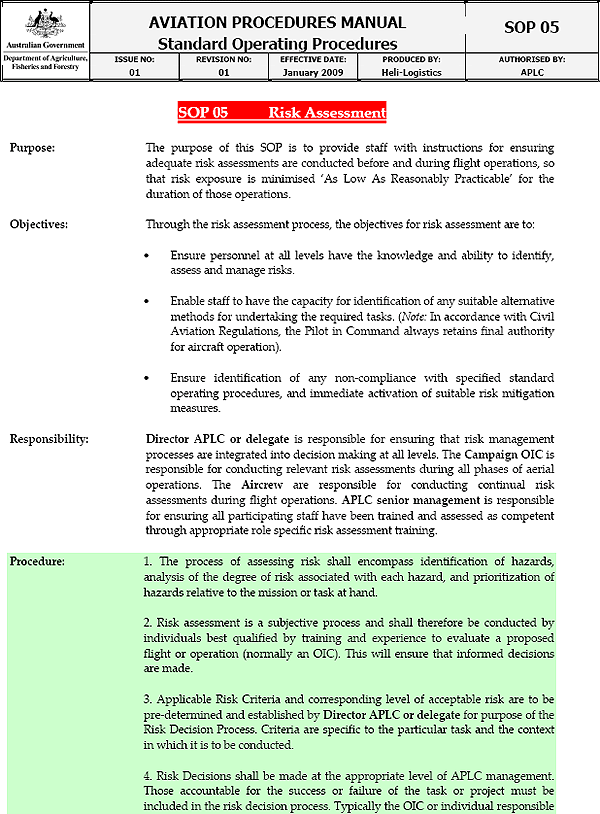 AVIATION PROCEDURES MANUAL
Standard Operating Procedures
SOP 05
Australian Government
Department of Agriculture,
Fisheries and Forestry
ISSUE NO:
01
REVISION NO:
01
EFFECTIVE DATE:
January 2009
PRODUCED BY:
Heli-Logistics
AUTHORISED BY:
APLC
SOP 05 Risk Assessment
Purpose:
The purpose of this SOP is to provide staff with instructions for ensuring
adequate risk assessments are conducted before and during flight operations, so
that risk exposure is minimised ‘As Low As Reasonably Practicable’ for the
duration of those operations.
Objectives:
Through the risk assessment process, the objectives for risk assessment are to:
• Ensure personnel at all levels have the knowledge and ability to identify,
assess and manage risks.
• Enable staff to have the capacity for identification of any suitable alternative
methods for undertaking the required tasks. (Note: In accordance with Civil
Aviation Regulations, the Pilot in Command always retains final authority
for aircraft operation).
• Ensure identification of any non-compliance with specified standard
operating procedures, and immediate activation of suitable risk mitigation
measures.
Responsibility:
Director APLC or delegate is responsible for ensuring that risk management
processes are integrated into decision making at all levels. The Campaign OIC is
responsible for conducting relevant risk assessments during all phases of aerial
operations. The Aircrew are responsible for conducting continual risk
assessments during flight operations. APLC senior management is responsible
for ensuring all participating staff have been trained and assessed as competent
through appropriate role specific risk assessment training.
Procedure:
1. The process of assessing risk shall encompass identification of hazards,
analysis of the degree of risk associated with each hazard, and prioritization of
hazards relative to the mission or task at hand.
2. Risk assessment is a subjective process and shall therefore be conducted by
individuals best qualified by training and experience to evaluate a proposed
flight or operation (normally an OIC). This will ensure that informed decisions
are made.
3. Applicable Risk Criteria and corresponding level of acceptable risk are to be
pre-determined and established by Director APLC or delegate for purpose of the
Risk Decision Process. Criteria are specific to the particular task and the context
in which it is to be conducted.
4. Risk Decisions shall be made at the appropriate level of APLC management.
Those accountable for the success or failure of the task or project must be
included in the risk decision process. Typically the OIC or individual responsible